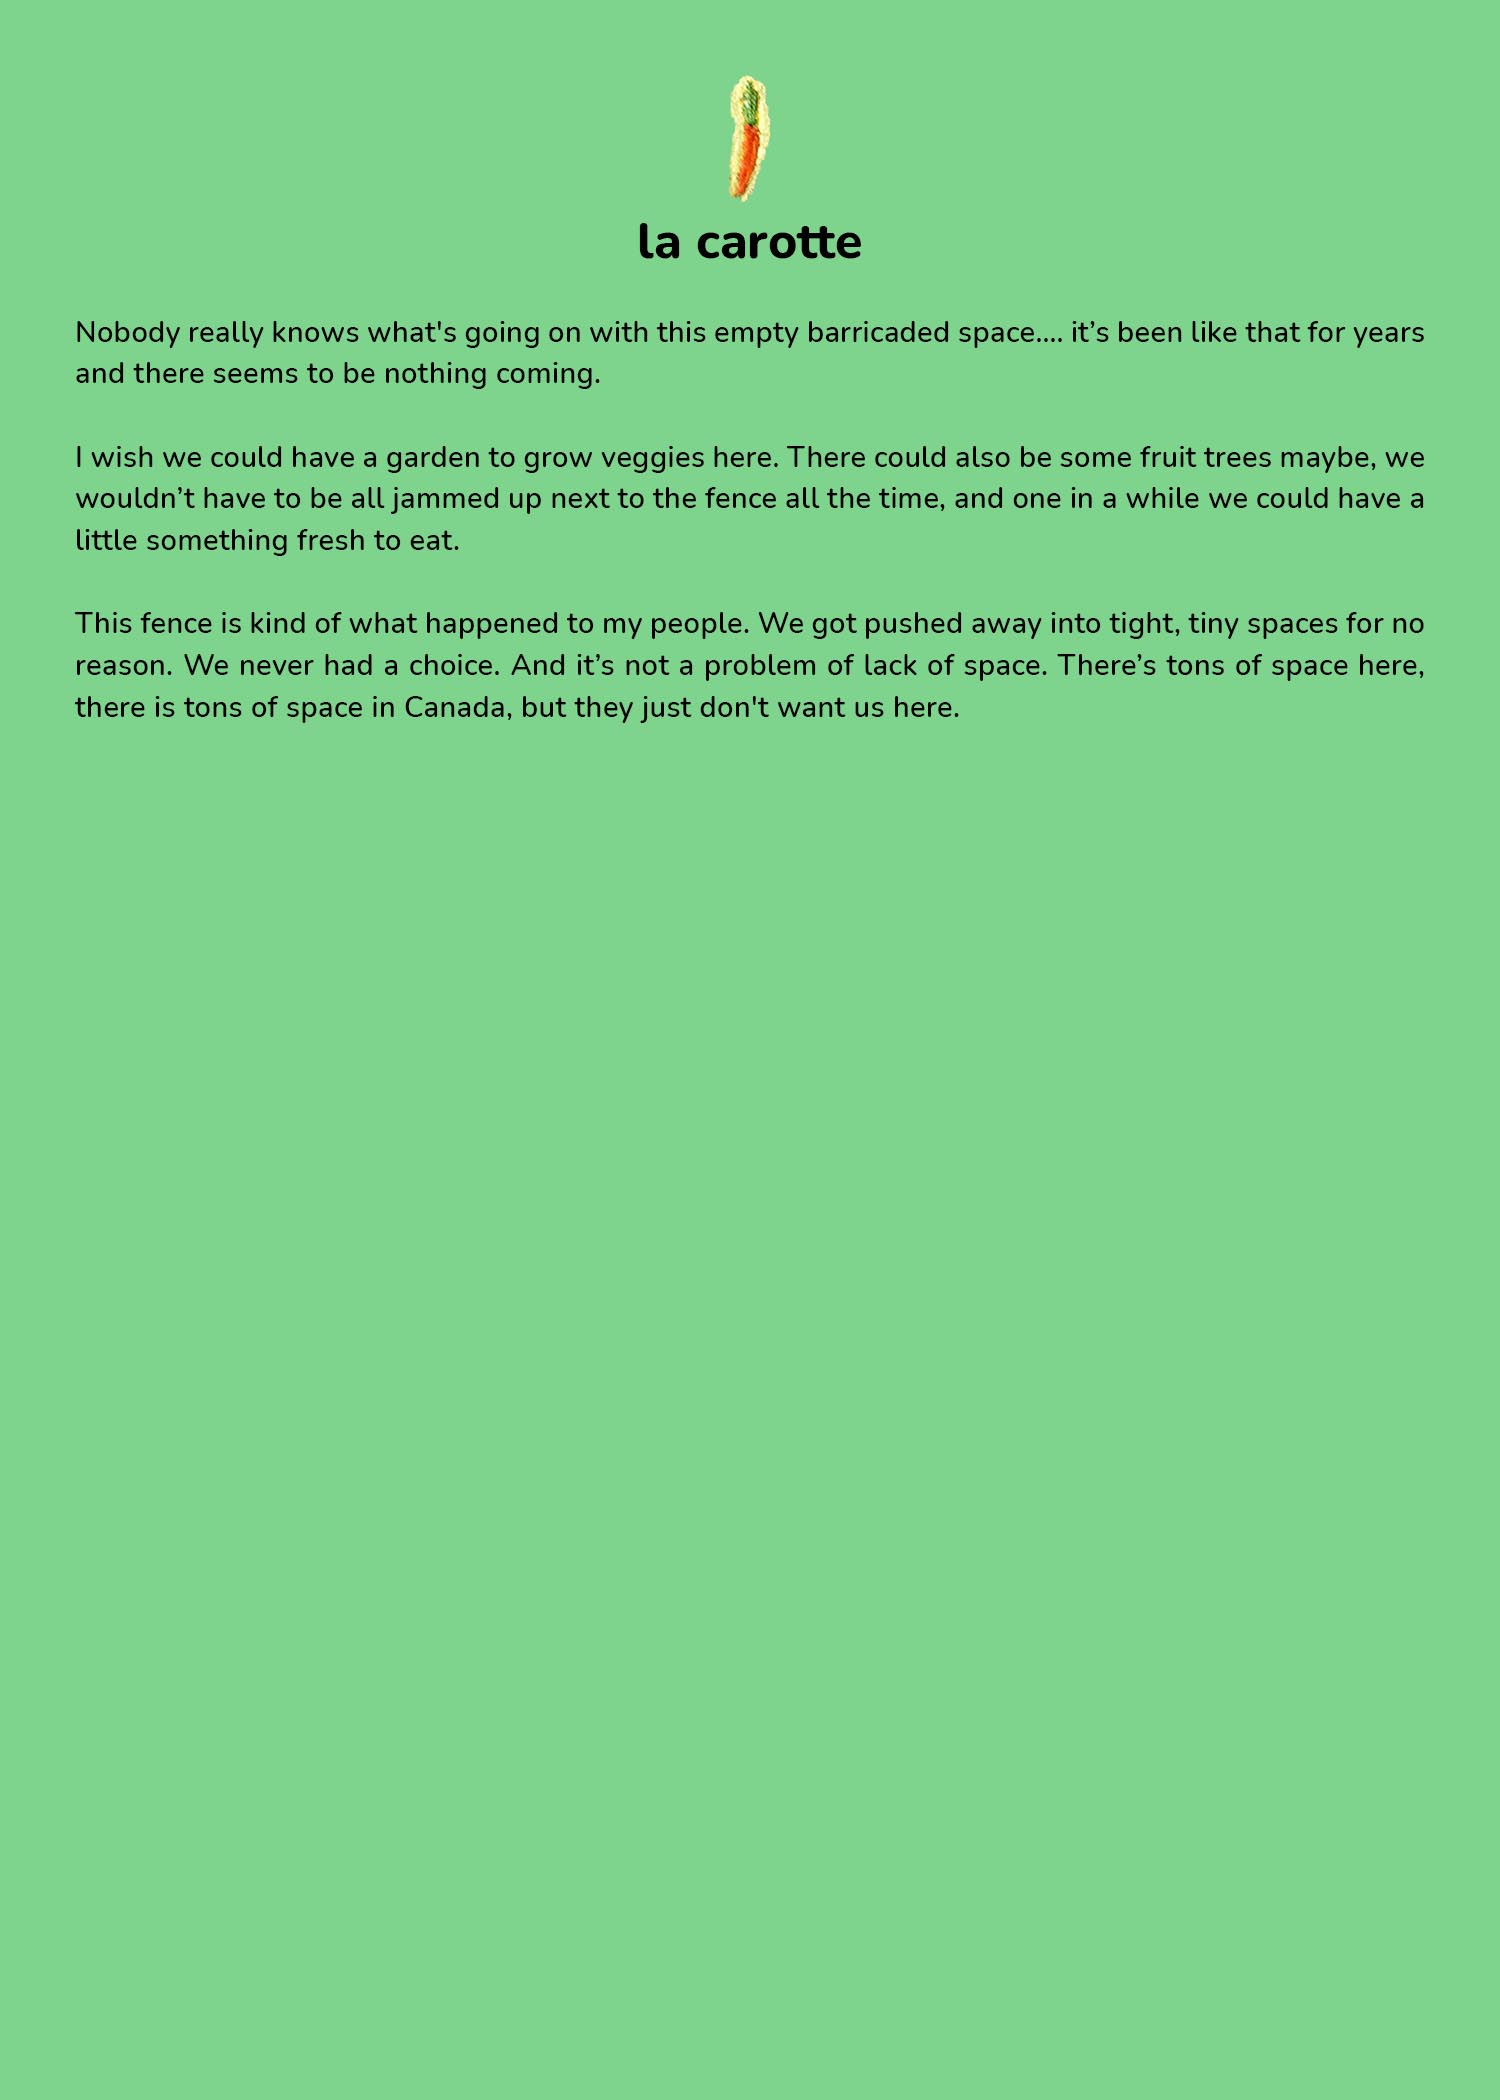 la carotte
Nobody really knows what's going on with this empty barricaded space.... it’s been like that for years
and there seems to be nothing coming.
I wish we could have a garden to grow veggies here. There could also be some fruit trees maybe, we
wouldn’t have to be all jammed up next to the fence all the time, and one in a while we could have a
little something fresh to eat.
This fence is kind of what happened to my people. We got pushed away into tight, tiny spaces for no
reason. We never had a choice. And it’s not a problem of lack of space. There’s tons of space here,
there is tons of space in Canada, but they just don't want us here.